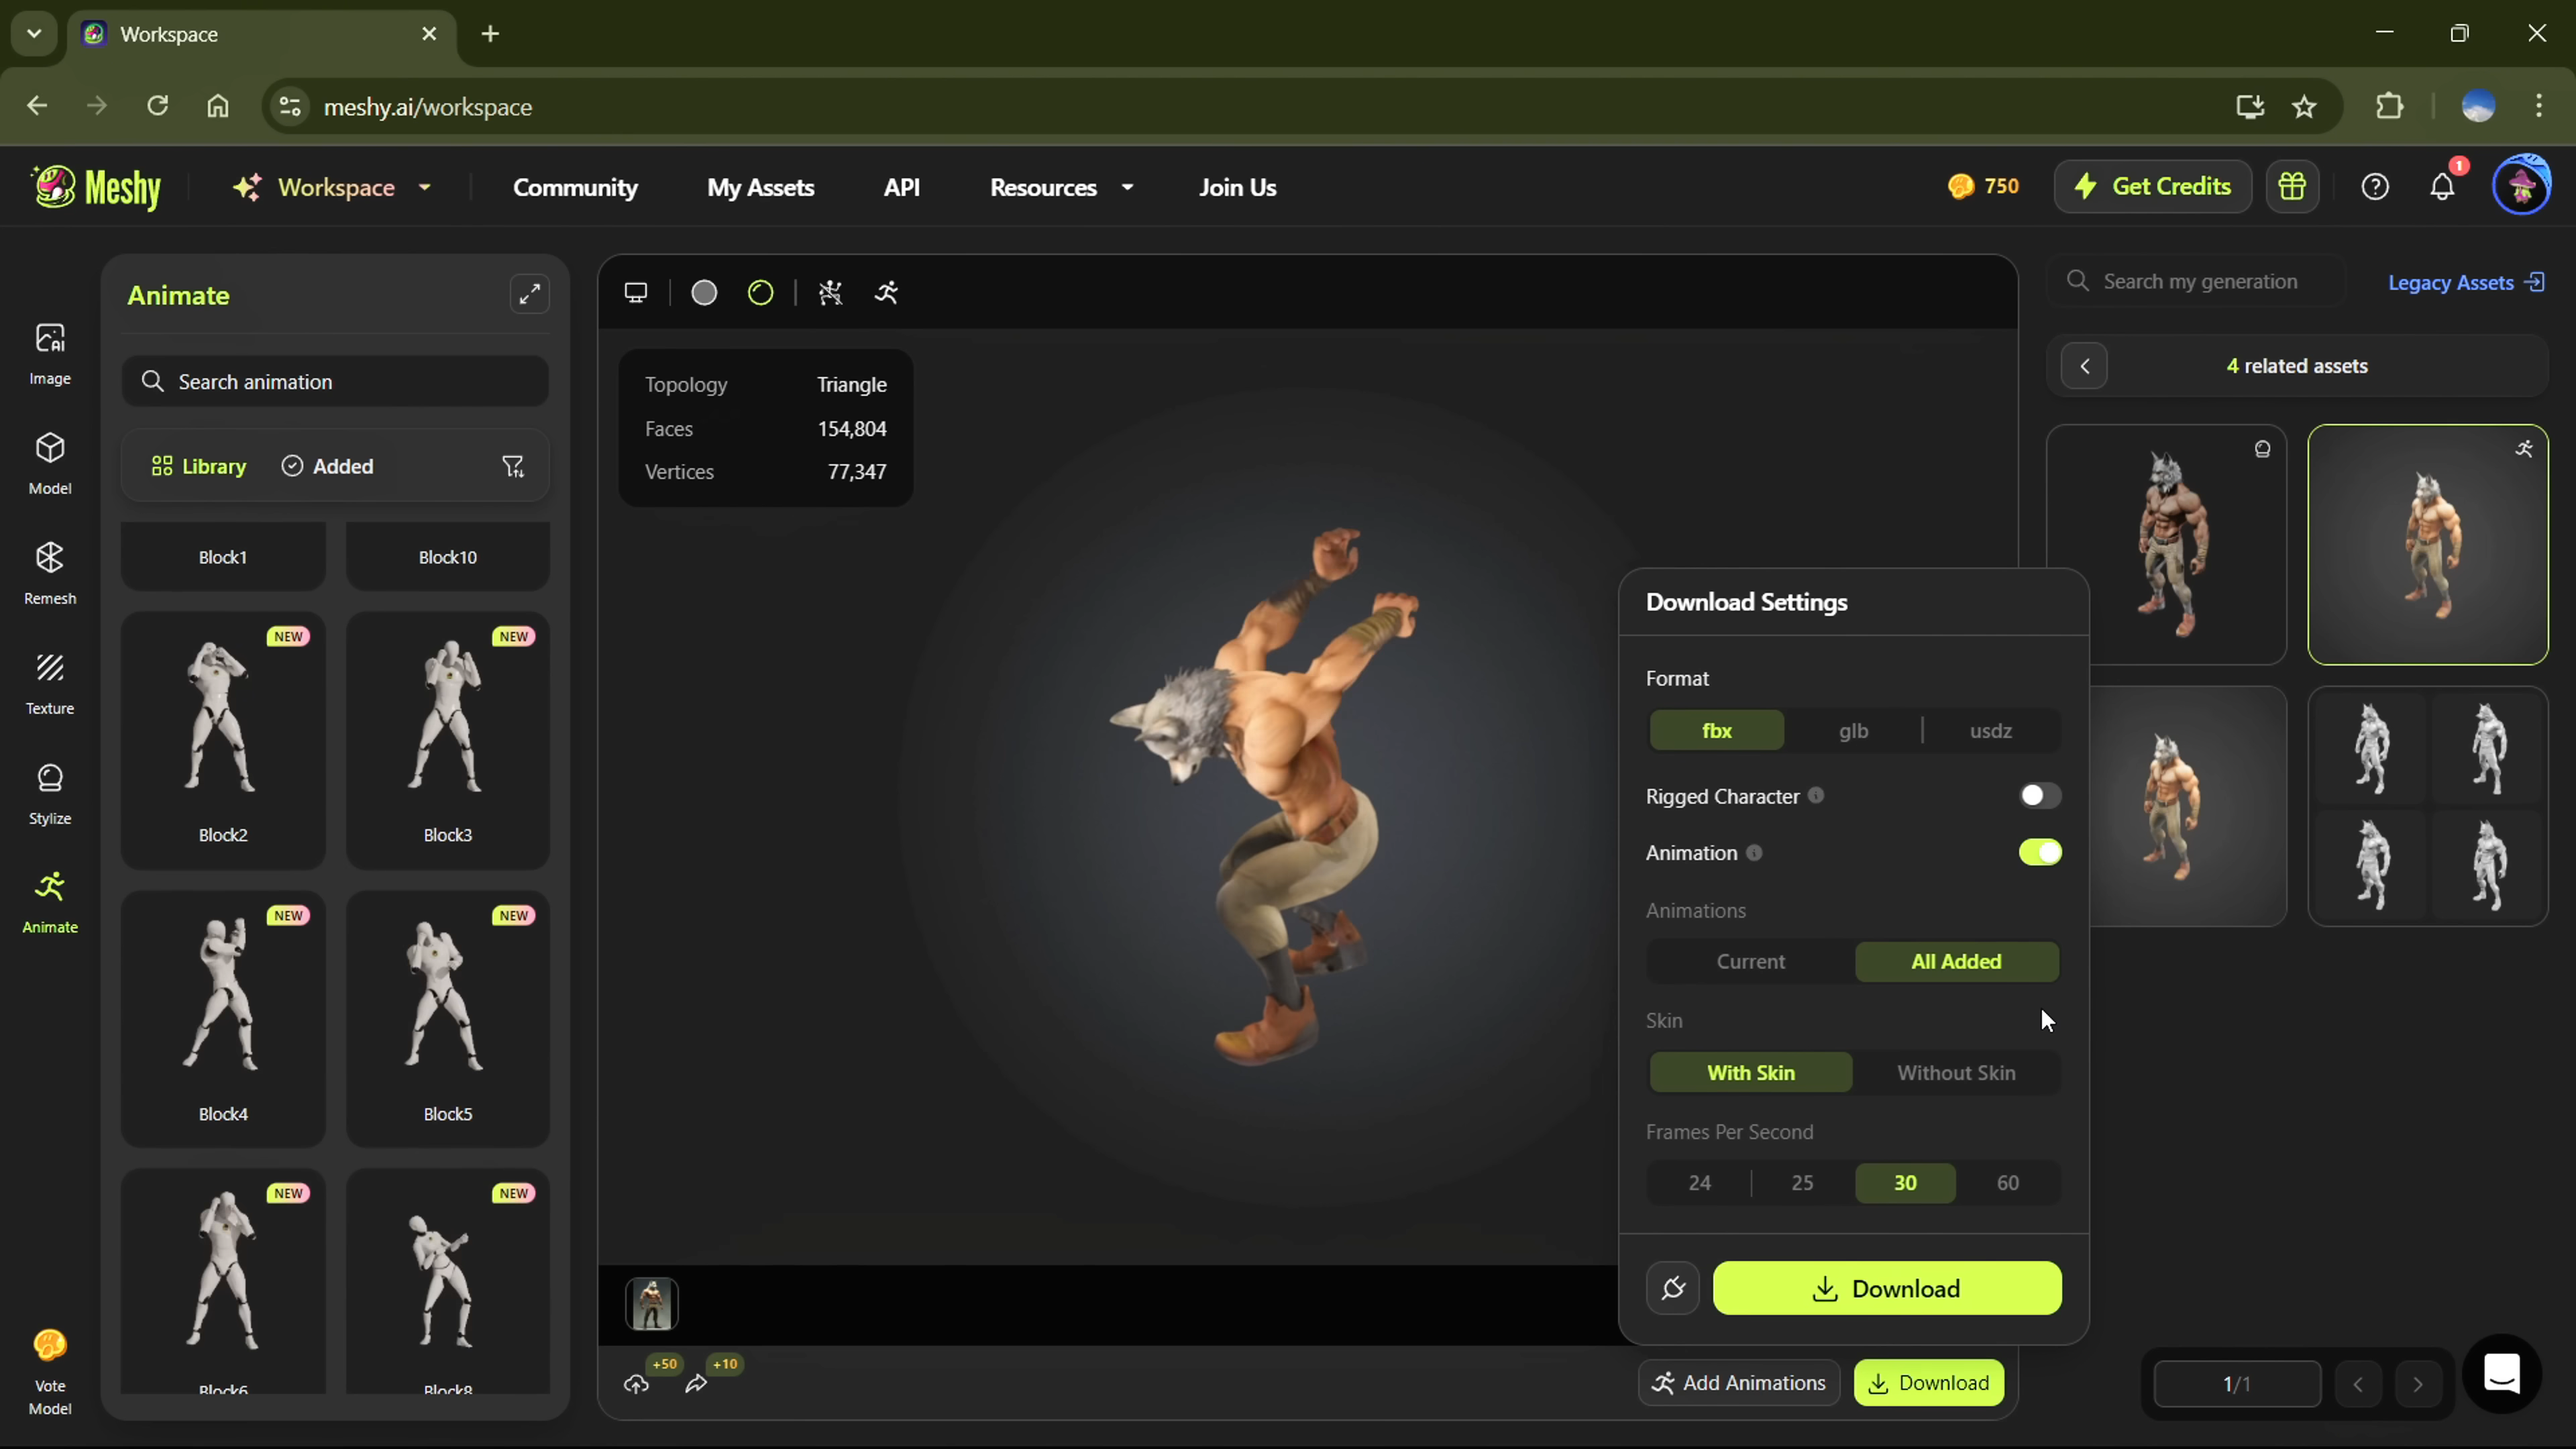 Workspace
meshy.ai/workspace
Meshy
Workspace
Community
My Assets
API
Resources
Join Us
750
Get Credits
1
Animate
Search animation
Library
Added
Block1
Block10
NEW
NEW
Block2
Block3
NEW
NEW
Block4
Block5
NEW
NEW
Block6
Block8
Image
Model
Remesh
Texture
Stylize
Animate
Vote
Model
Topology Triangle
Faces 154,804
Vertices 77,347
Download Settings
Format
fbx glb usdz
Rigged Character
Animation
Animations
Current All Added
Skin
With Skin Without Skin
Frames Per Second
24 25 30 60
Download
+50
+10
Add Animations
Download
Search my generation
Legacy Assets
4 related assets
1/1